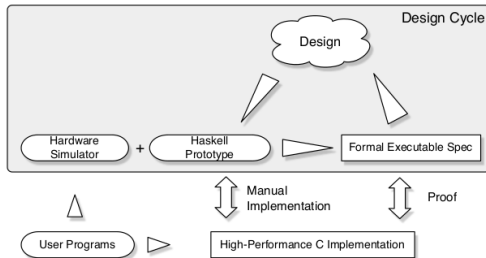 Design Cycle
Design
Hardware
Simulator
+
Haskell
Prototype
Formal Executable Spec
Manual
Implementation
Proof
User Programs
High-Performance C Implementation